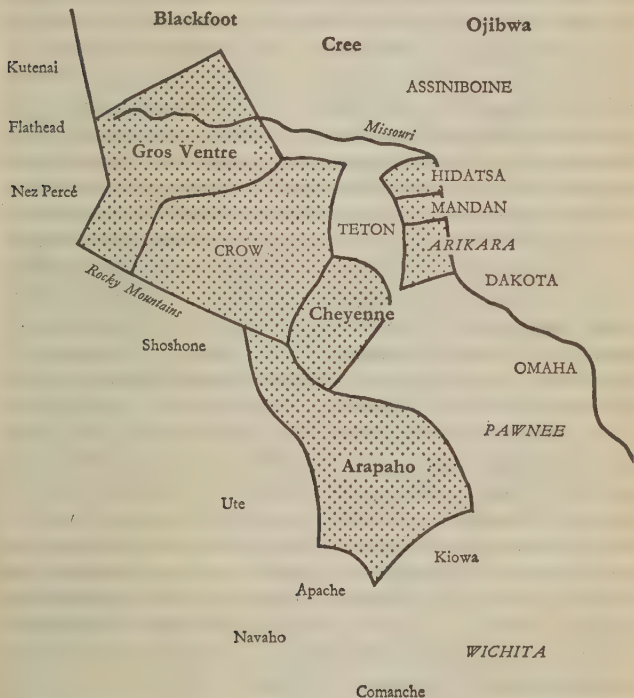 Blackfoot
Ojibwa
Cree
Kutenai
ASSINIBOINE
Flathead
Missouri
Gros Ventre
HIDATSA
Nez Percé
MANDAN
TETON
ARIKARA
CROW
DAKOTA
Rocky Mountains
Cheyenne
Shoshone
OMAHA
PAWNEE
Arapaho
Ute
Kiowa
Apache
Navaho
WICHITA
Comanche